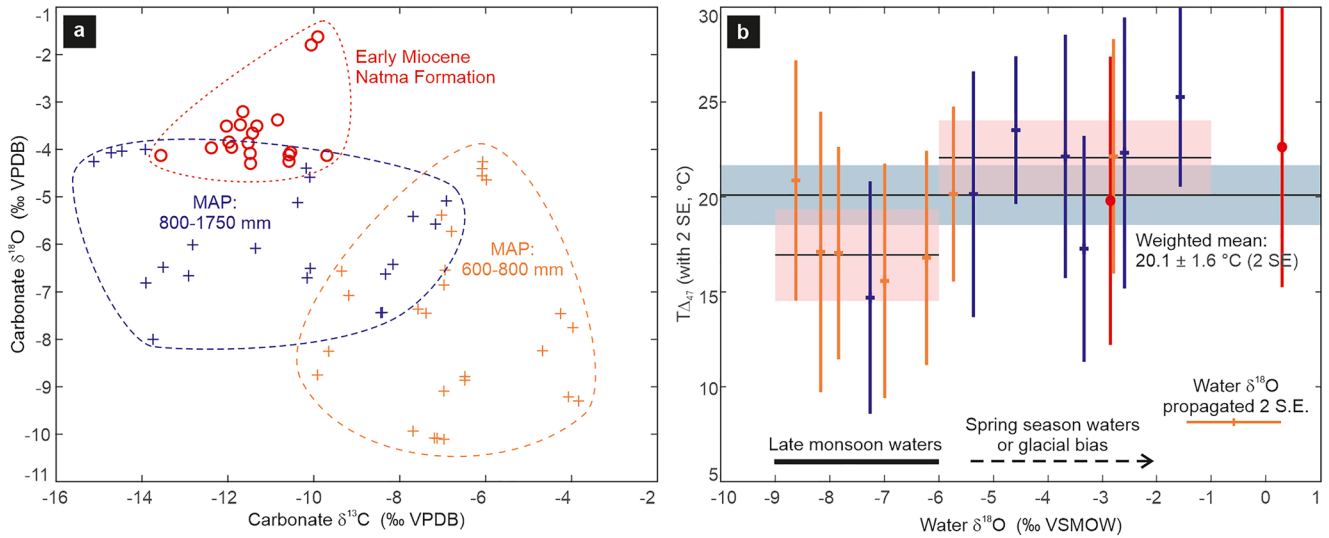 a
Early Miocene
Natma Formation
MAP:
800-1750 mm
MAP:
600-800 mm
-1
-2
-3
-4
-5
-6
-7
-8
-9
-10
-11
Carbonate δ18O (‰ VPDB)
-16
-14
-12
-10
-8
-6
-4
-2
Carbonate δ13C (‰ VPDB)
b
30
25
20
15
10
5
TΔ47 (with 2 SE, °C)
Weighted mean:
20.1 ± 1.6 °C (2 SE)
Water δ18O
propagated 2 S.E.
Late monsoon waters
Spring season waters
or glacial bias
-10
-9
-8
-7
-6
-5
-4
-3
-2
-1
0
1
Water δ18O (‰ VSMOW)